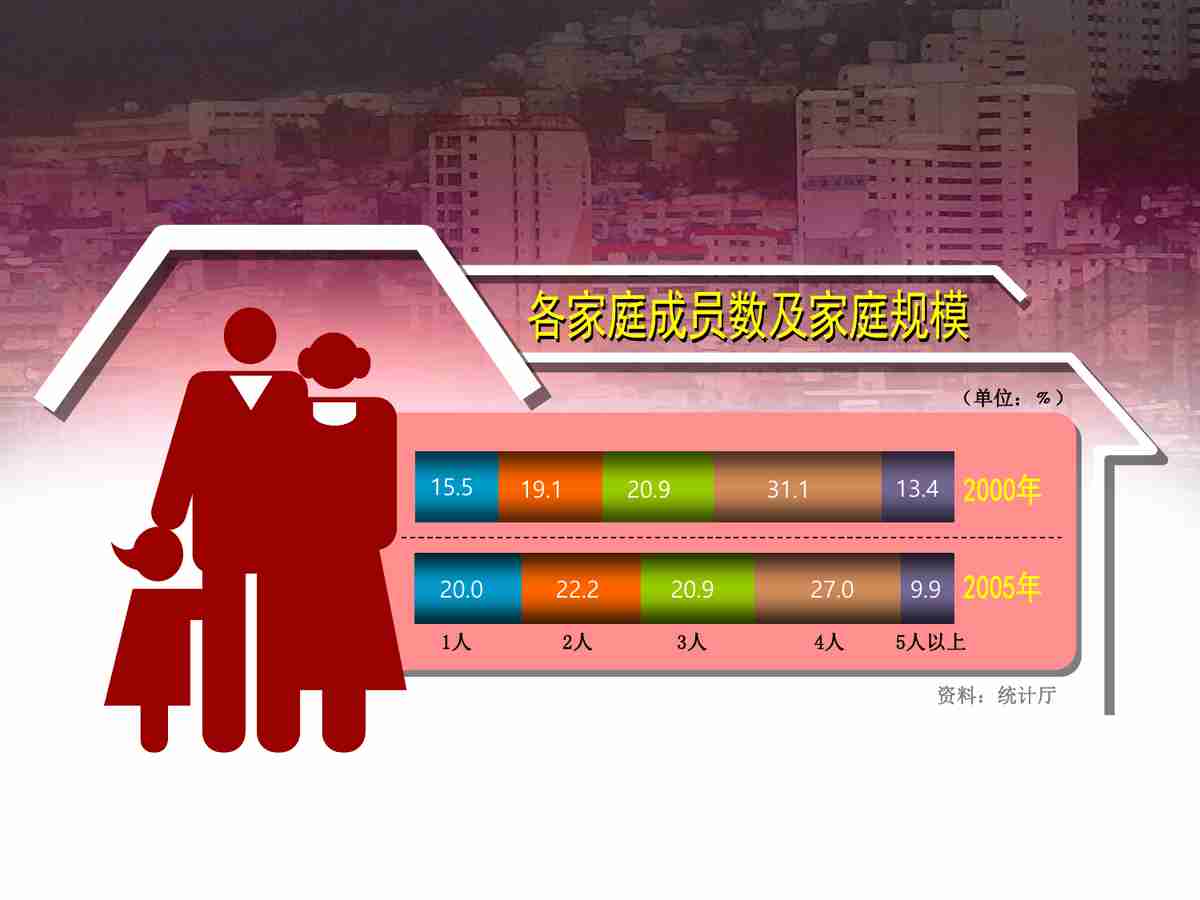 各家庭成员数及家庭规模
（单位：%）
15.5 19.1 20.9 31.1 13.4 2000年
20.0 22.2 20.9 27.0 9.9 2005年
1人 2人 3人 4人 5人以上
资料：统计厅